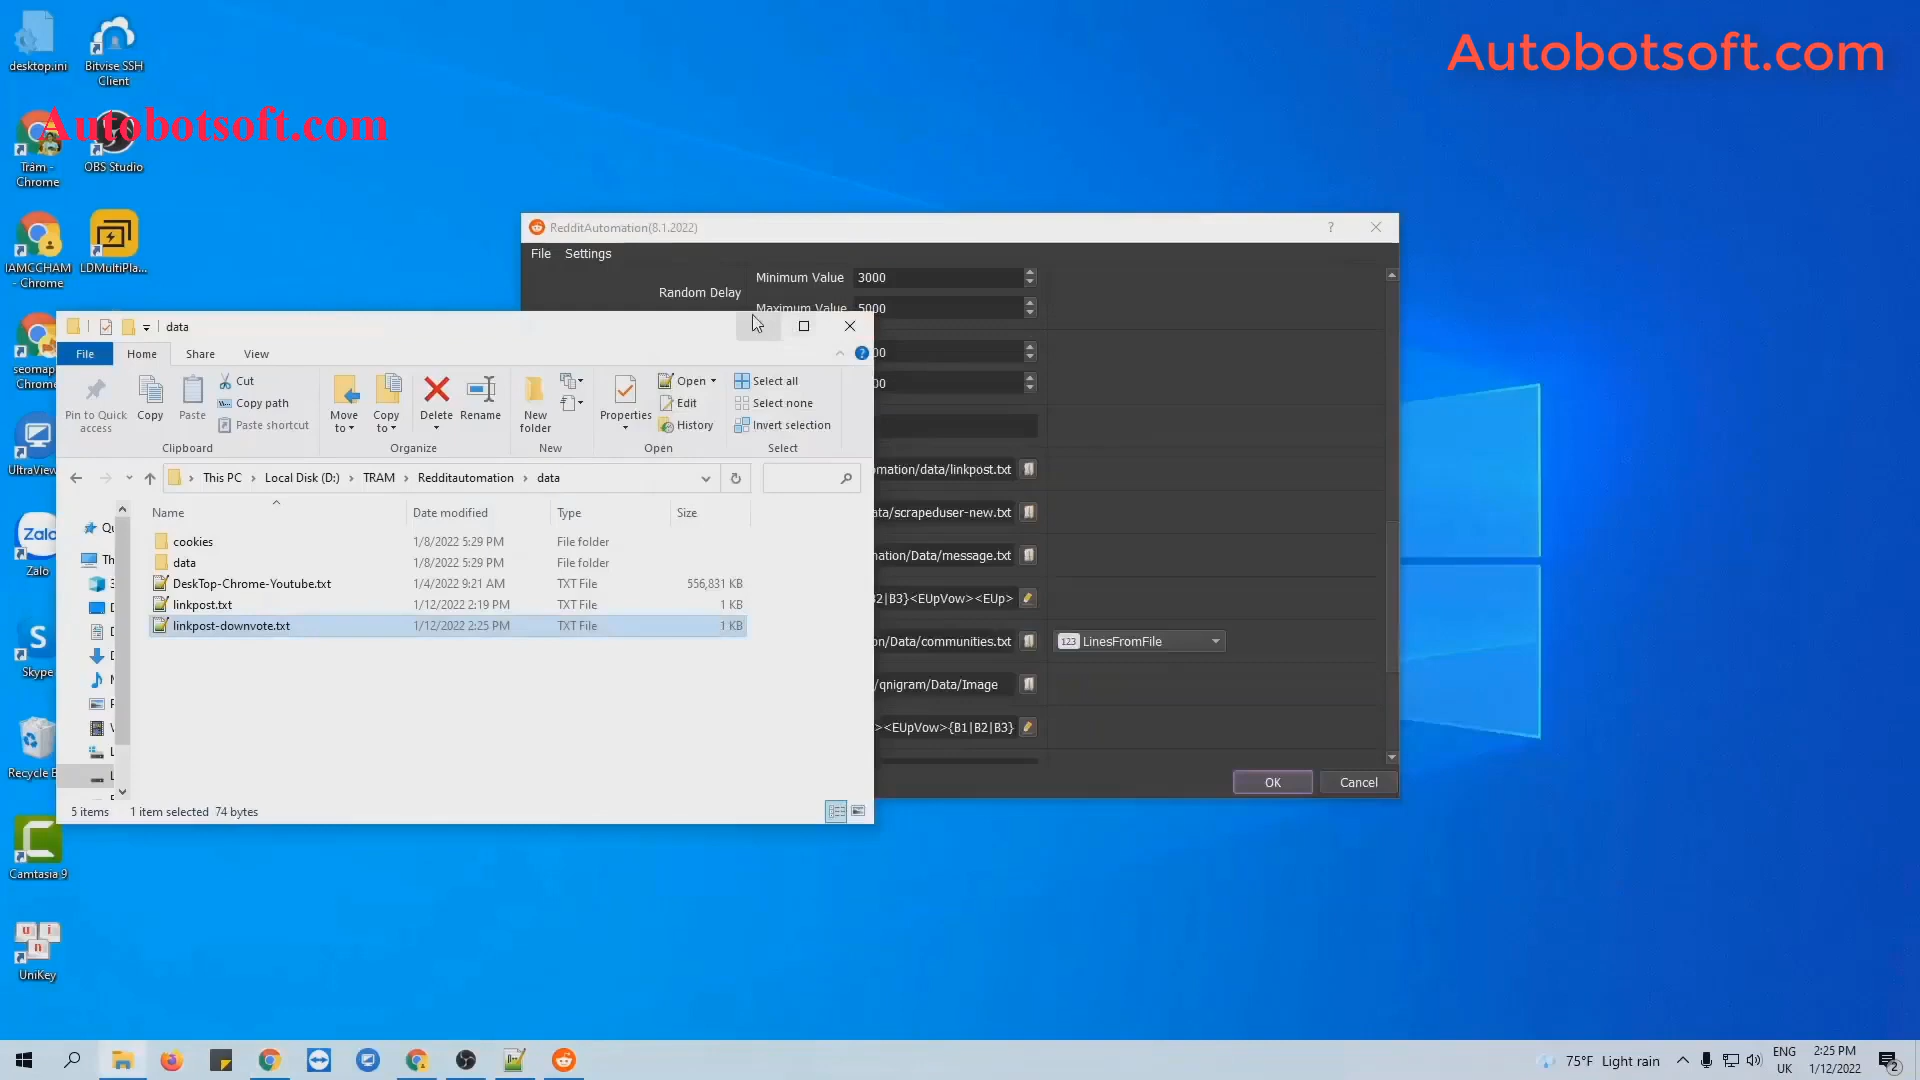 Autobotsoft.com
desktop.ini
Bitvise SSH Client
Autobotsoft.com
Trâm - Chrome
OBS Studio
IAMCCHAM - Chrome
LDMultiPla...
Zalo
Zalo
Skype
Recycle
Camtasia 9
UniKey
RedditAutomation(8.1.2022)
?
File Settings
Random Delay
Minimum Value 3000
Maximum Value 5000
data
File Home Share View
Pin to Quick access
Copy
Paste
Cut
Copy path
Paste shortcut
Clipboard
Move to
Copy to
Delete
Rename
Organize
New folder
New
Properties
Open
Edit
History
Open
Select all
Select none
Invert selection
Select
This PC > Local Disk (D:) > TRAM > Redditautomation > data
Name Date modified Type Size
cookies 1/8/2022 5:29 PM File folder
data 1/8/2022 5:29 PM File folder
DeskTop-Chrome-Youtube.txt 1/4/2022 9:21 AM TXT File 556,831 KB
linkpost.txt 1/12/2022 2:19 PM TXT File 1 KB
linkpost-downvote.txt 1/12/2022 2:25 PM TXT File 1 KB
5 items 1 item selected 74 bytes
omation/data/linkpost.txt
ata/scrapeduser-new.txt
nation/Data/message.txt
B2|B3}<EUpVow><EUp>
on/Data/communities.txt
123 LinesFromFile
/qnigram/Data/Image
><EUpVow>{B1|B2|B3}
OK Cancel
75°F Light rain
ENG
UK
2:25 PM
1/12/2022
2